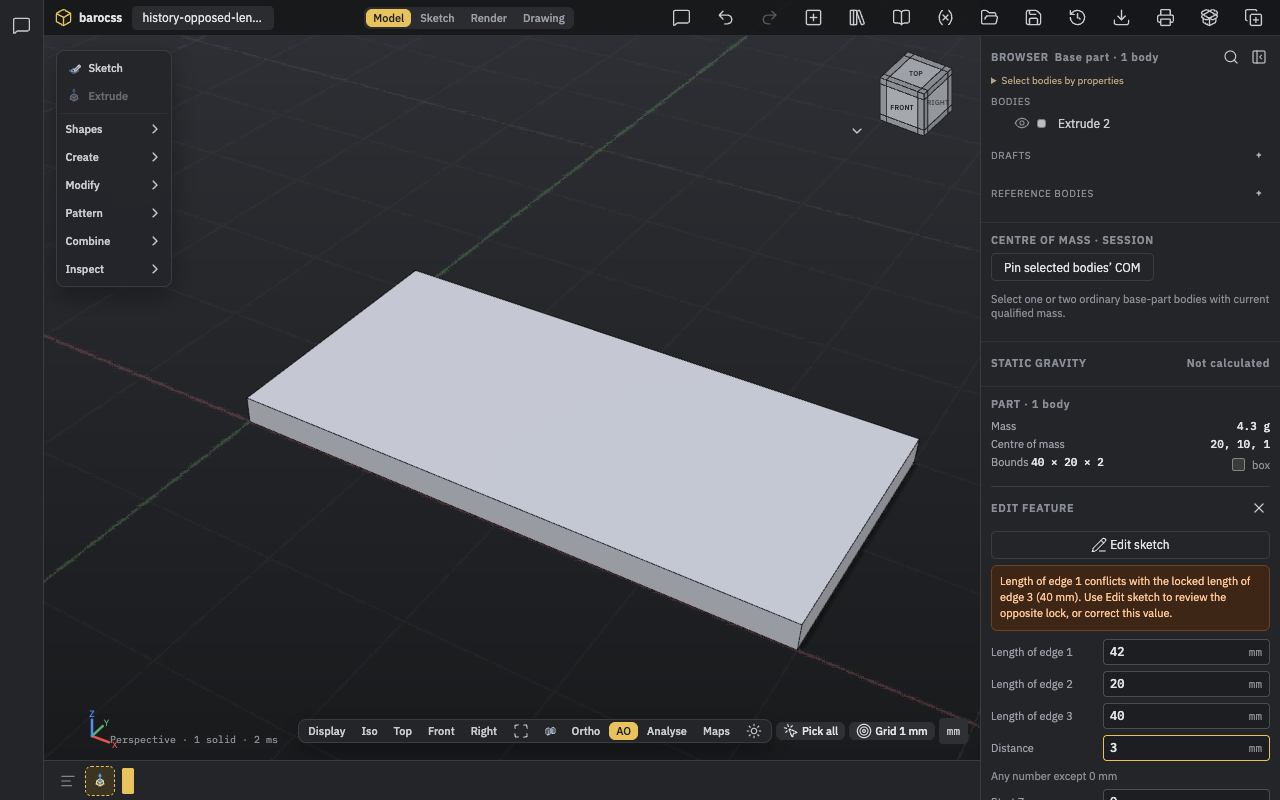 barocss
history-opposed-len...
Model Sketch Render Drawing
Sketch
Extrude
Shapes
Create
Modify
Pattern
Combine
Inspect
TOP
FRONT
RIGHT
BROWSER Base part · 1 body
Select bodies by properties
BODIES
Extrude 2
DRAFTS
REFERENCE BODIES
CENTRE OF MASS · SESSION
Pin selected bodies’ COM
Select one or two ordinary base-part bodies with current
qualified mass.
STATIC GRAVITY Not calculated
PART · 1 body
Mass 4.3 g
Centre of mass 20, 10, 1
Bounds 40 × 20 × 2 box
EDIT FEATURE
Edit sketch
Length of edge 1 conflicts with the locked length of
edge 3 (40 mm). Use Edit sketch to review the
opposite lock, or correct this value.
Length of edge 1 42 mm
Length of edge 2 20 mm
Length of edge 3 40 mm
Distance 3 mm
Any number except 0 mm
Z
Y
X
Perspective · 1 solid · 2 ms
Display Iso Top Front Right Ortho AO Analyse Maps Pick all Grid 1 mm mm